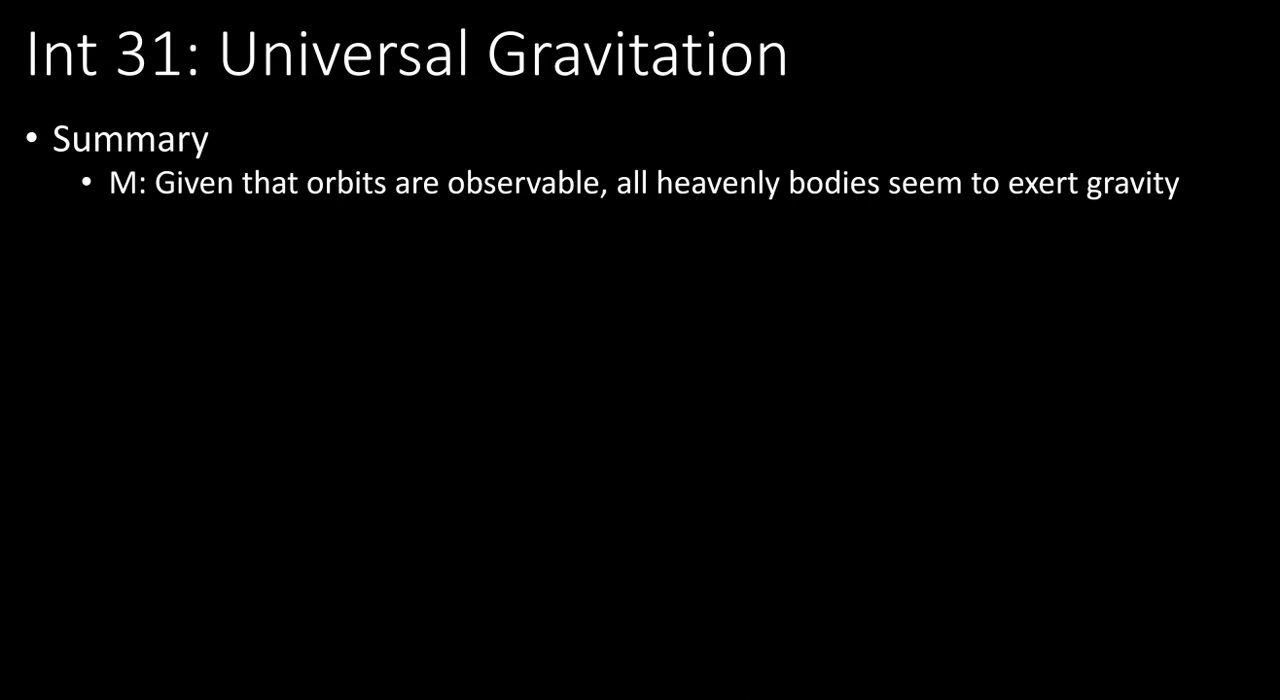 Int 31: Universal Gravitation
• Summary
• M: Given that orbits are observable, all heavenly bodies seem to exert gravity